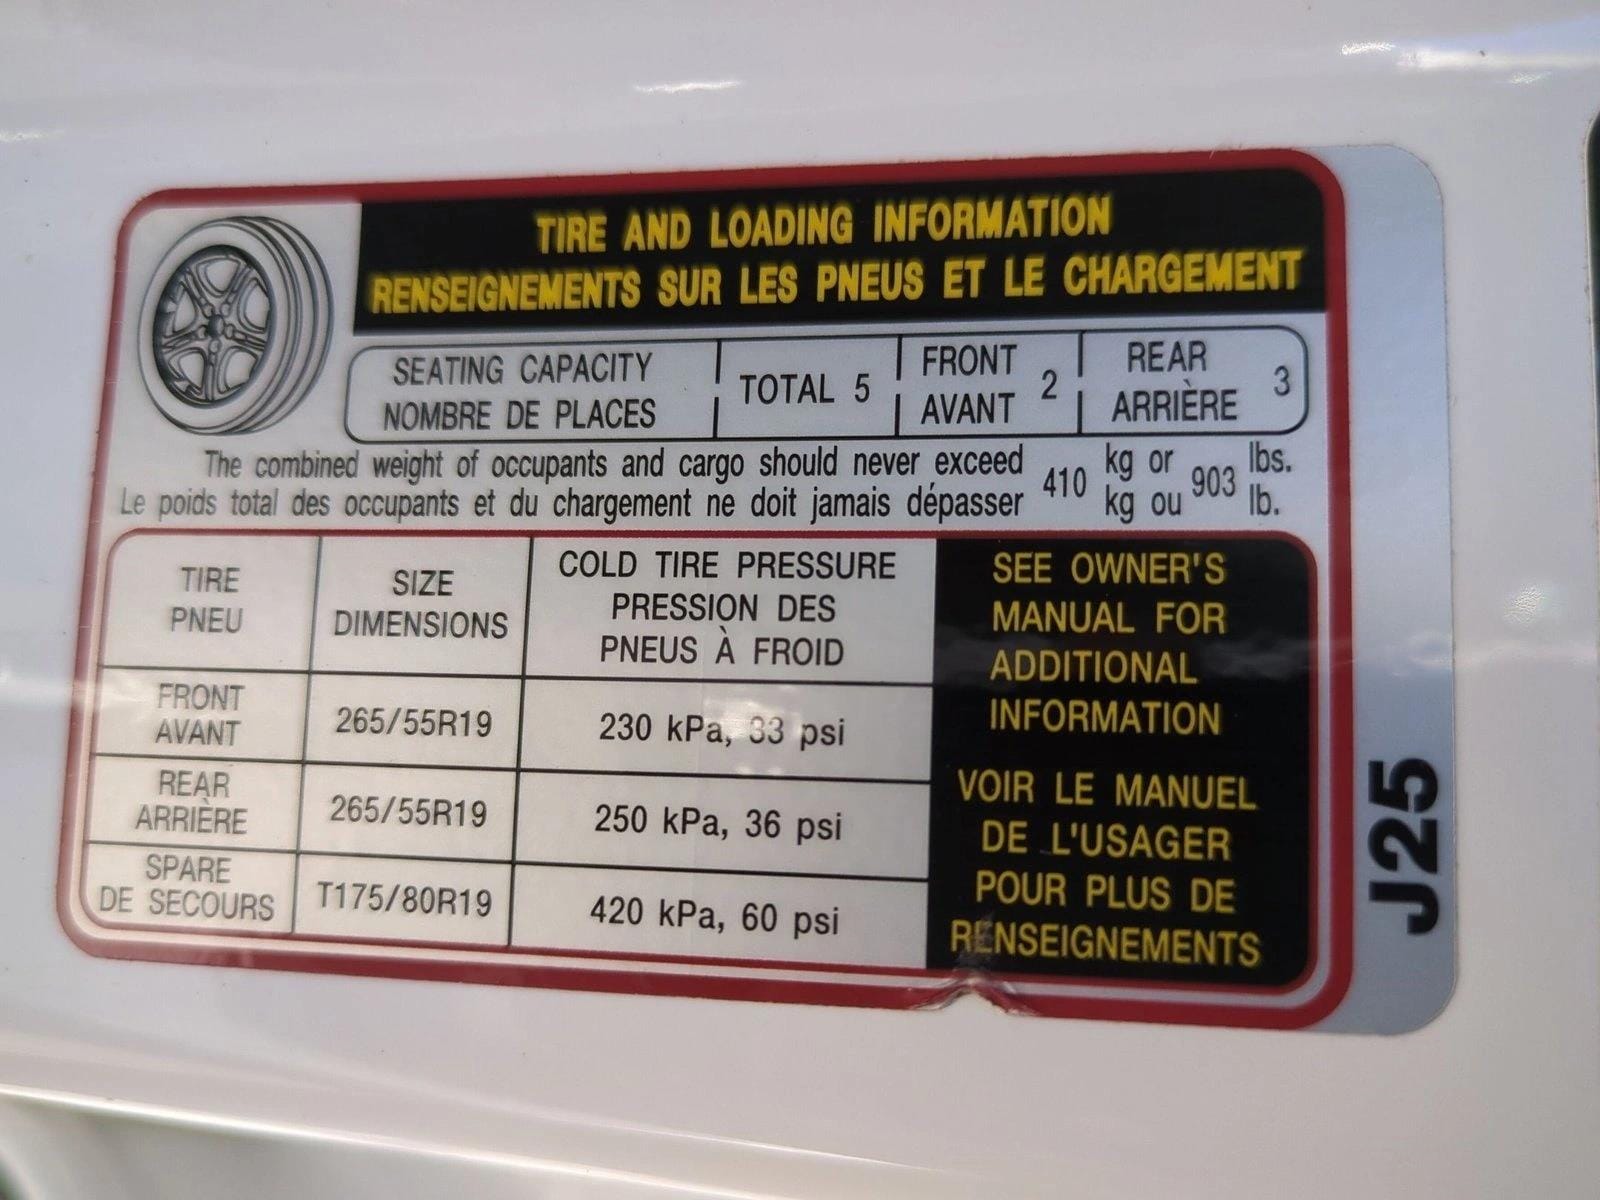 TIRE AND LOADING INFORMATION
RENSEIGNEMENTS SUR LES PNEUS ET LE CHARGEMENT
SEATING CAPACITY
NOMBRE DE PLACES
TOTAL 5
FRONT
AVANT
2
REAR
ARRIÈRE
3
The combined weight of occupants and cargo should never exceed 410 kg or 903 lbs.
Le poids total des occupants et du chargement ne doit jamais dépasser kg ou lb.
TIRE
PNEU
SIZE
DIMENSIONS
COLD TIRE PRESSURE
PRESSION DES
PNEUS À FROID
FRONT
AVANT
265/55R19
230 kPa, 33 psi
REAR
ARRIÈRE
265/55R19
250 kPa, 36 psi
SPARE
DE SECOURS
T175/80R19
420 kPa, 60 psi
SEE OWNER'S
MANUAL FOR
ADDITIONAL
INFORMATION
VOIR LE MANUEL
DE L'USAGER
POUR PLUS DE
RENSEIGNEMENTS
J25